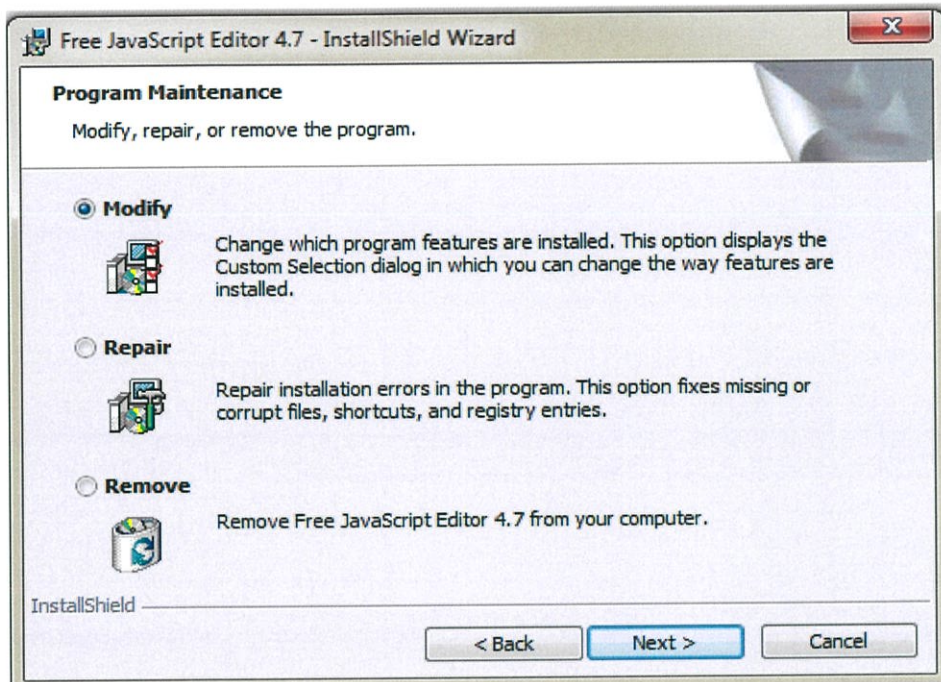 Free JavaScript Editor 4.7 - InstallShield Wizard
Program Maintenance
Modify, repair, or remove the program.
Modify
Change which program features are installed. This option displays the
Custom Selection dialog in which you can change the way features are
installed.
Repair
Repair installation errors in the program. This option fixes missing or
corrupt files, shortcuts, and registry entries.
Remove
Remove Free JavaScript Editor 4.7 from your computer.
InstallShield
< Back
Next >
Cancel